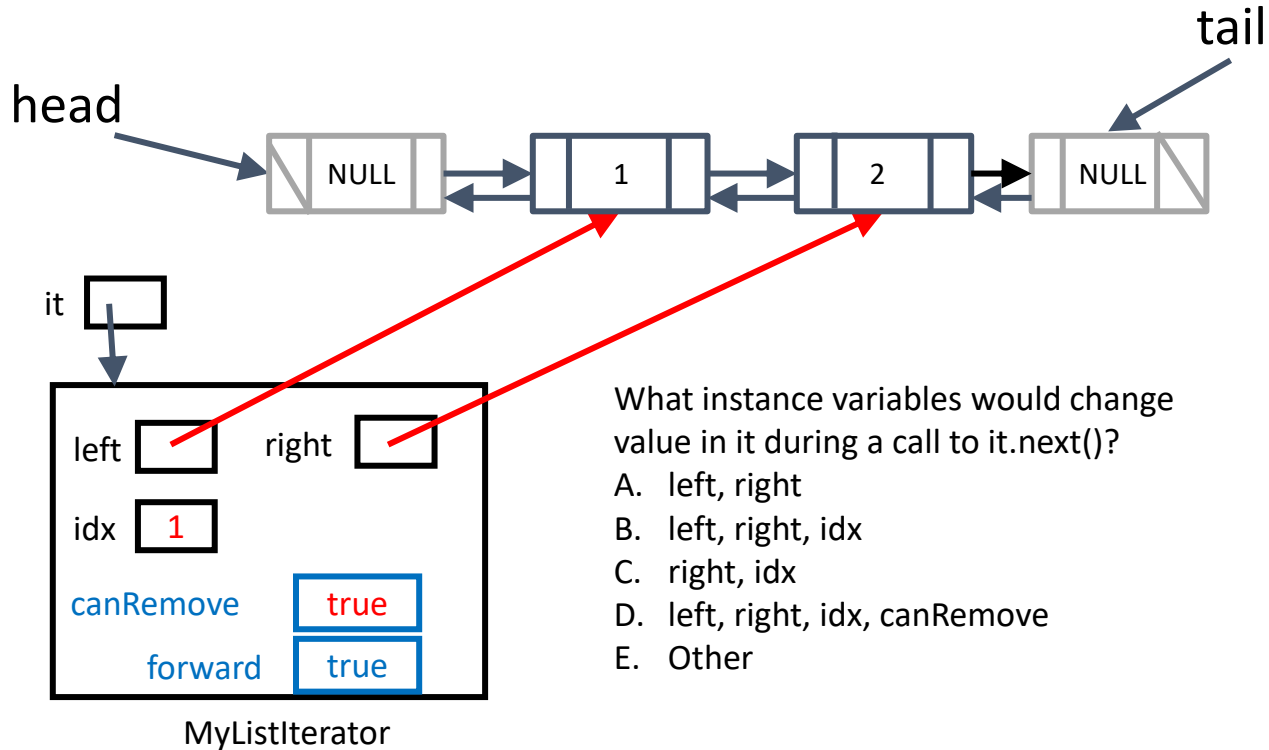 tail
head
NULL
1
2
NULL
it
left
right
idx
1
canRemove
true
forward
true
MyListIterator
What instance variables would change
value in it during a call to it.next()?
A. left, right
B. left, right, idx
C. right, idx
D. left, right, idx, canRemove
E. Other